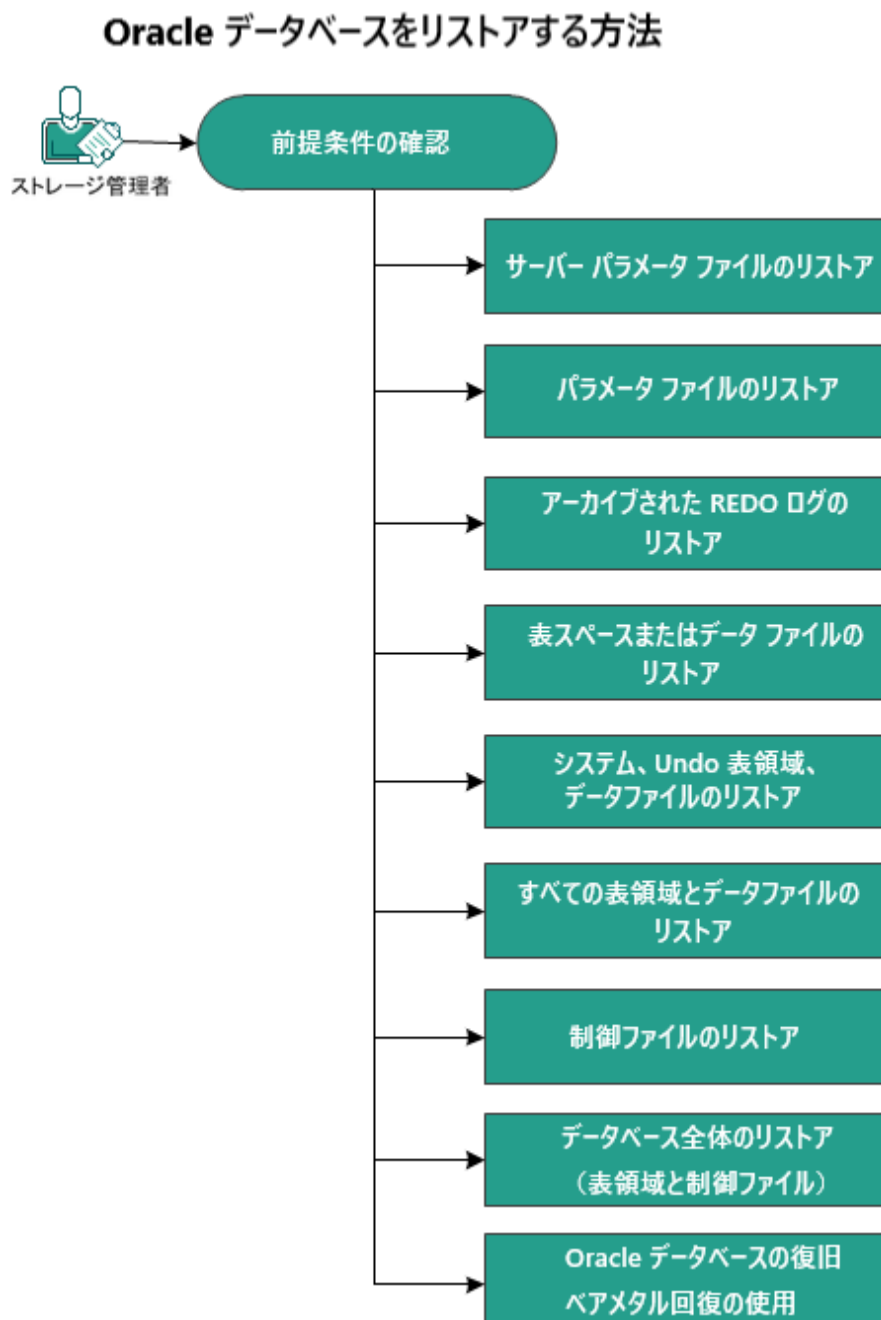 Oracle データベースをリストアする方法
前提条件の確認
ストレージ管理者
サーバー パラメータ ファイルのリストア
パラメータ ファイルのリストア
アーカイブされた REDO ログの
リストア
表スペースまたはデータ ファイルの
リストア
システム、Undo 表領域、
データファイルのリストア
すべての表領域とデータファイルの
リストア
制御ファイルのリストア
データベース全体のリストア
（表領域と制御ファイル）
Oracle データベースの復旧
ベアメタル回復の使用